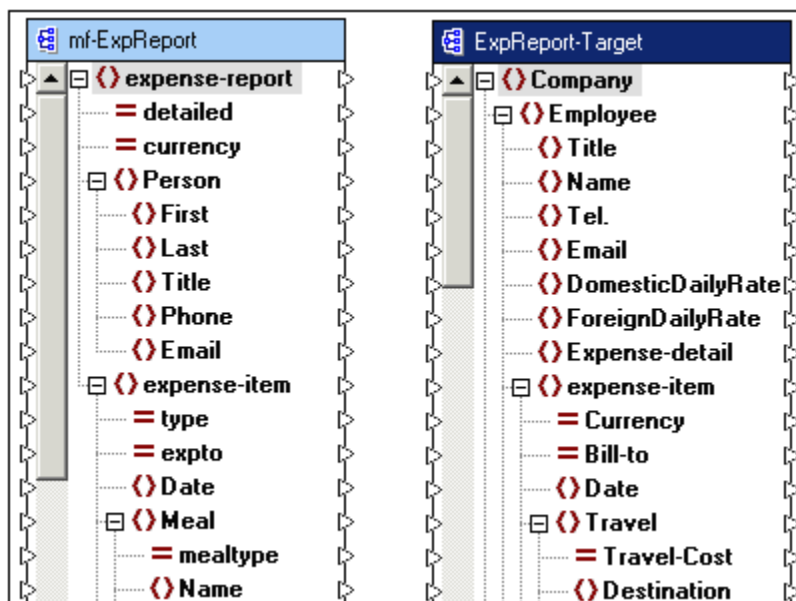 mf-ExpReport
expense-report
detailed
currency
Person
First
Last
Title
Phone
Email
expense-item
type
expto
Date
Meal
mealtype
Name
ExpReport-Target
Company
Employee
Title
Name
Tel.
Email
DomesticDailyRate
ForeignDailyRate
Expense-detail
expense-item
Currency
Bill-to
Date
Travel
Travel-Cost
Destination